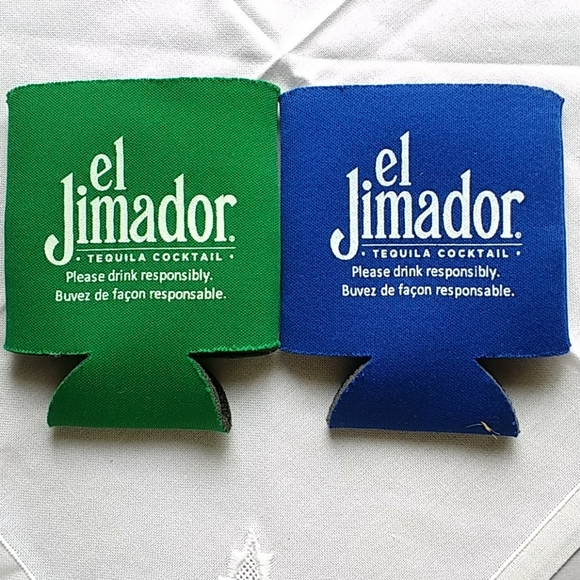 el
Jimador.
• TEQUILA COCKTAIL •
Please drink responsibly.
Buvez de façon responsable.
el
Jimador®
• TEQUILA COCKTAIL •
Please drink responsibly.
Buvez de façon responsable.